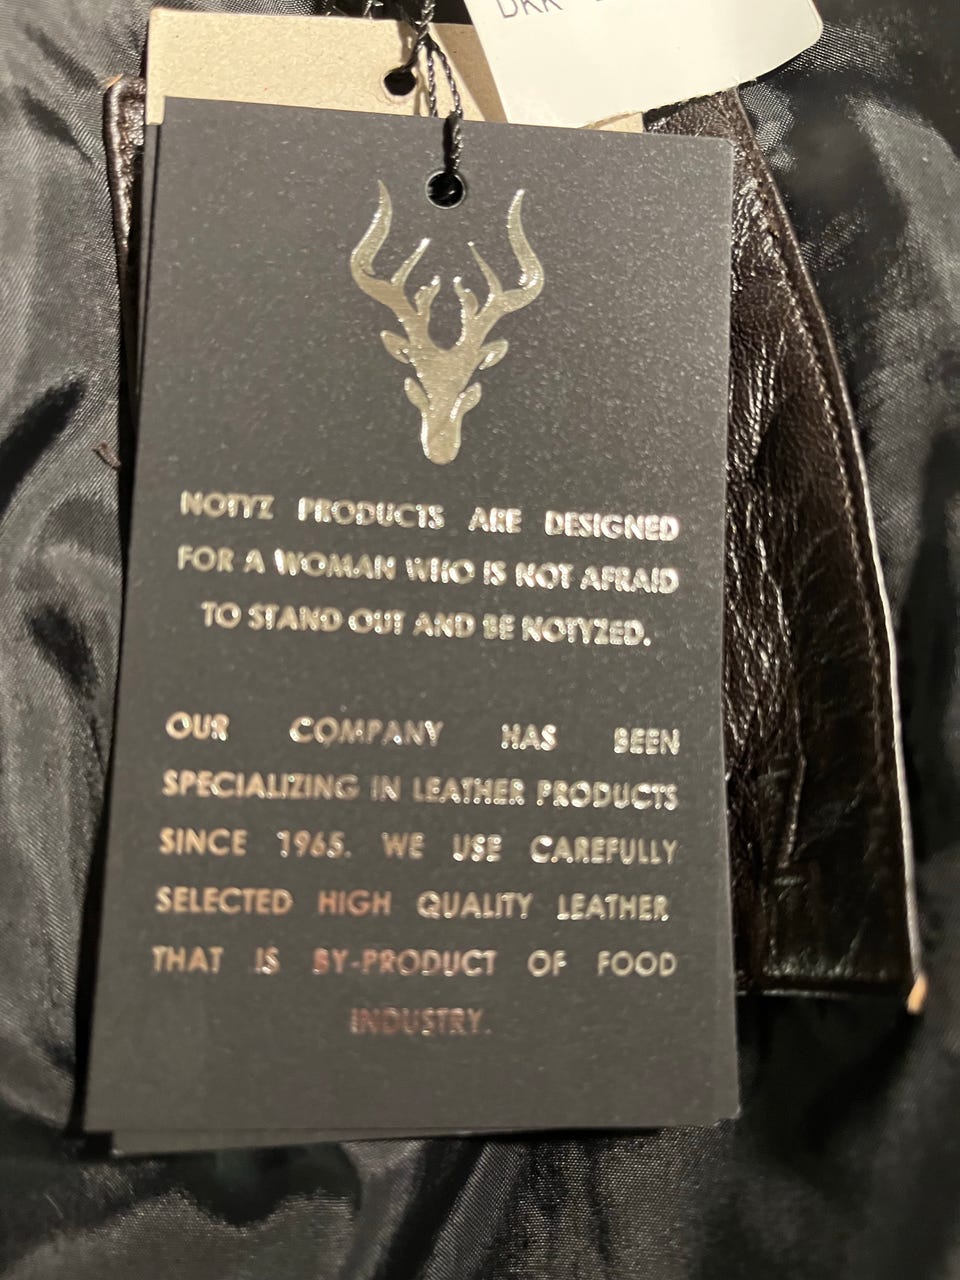 DKK
NOTYZ PRODUCTS ARE DESIGNED
FOR A WOMAN WHO IS NOT AFRAID
TO STAND OUT AND BE NOTYZED.
OUR COMPANY HAS BEEN
SPECIALIZING IN LEATHER PRODUCTS
SINCE 1965. WE USE CAREFULLY
SELECTED HIGH QUALITY LEATHER
THAT IS BY-PRODUCT OF FOOD
INDUSTRY.